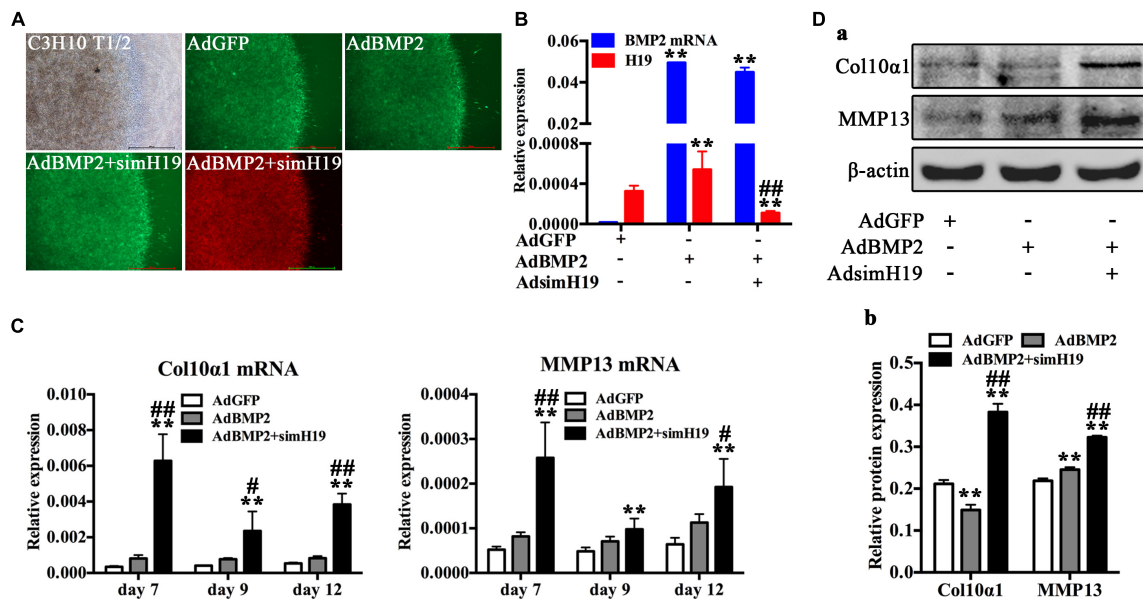 A
C3H10 T1/2
AdGFP
AdBMP2
AdBMP2+simH19
AdBMP2+simH19
B
BMP2 mRNA
H19
Relative expression
0.06
0.04
0.02
0.0008
0.0004
0.0000
**
**
**
##
**
AdGFP + - -
AdBMP2 - + +
AdsimH19 - - +
C
Col10α1 mRNA
AdGFP
AdBMP2
AdBMP2+simH19
Relative expression
0.010
0.008
0.006
0.004
0.002
0.000
##
**
#
**
##
**
day 7
day 9
day 12
MMP13 mRNA
AdGFP
AdBMP2
AdBMP2+simH19
Relative expression
0.0004
0.0003
0.0002
0.0001
0.0000
##
**
**
#
**
day 7
day 9
day 12
D
a
Col10α1
MMP13
β-actin
AdGFP + - -
AdBMP2 - + +
AdsimH19 - - +
b
AdGFP
AdBMP2
AdBMP2+simH19
Relative protein expression
0.5
0.4
0.3
0.2
0.1
0.0
**
##
**
**
##
**
Col10α1
MMP13